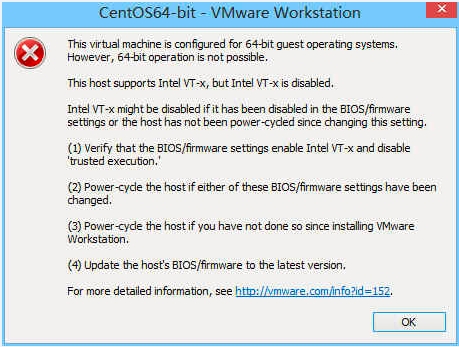 CentOS64-bit - VMware Workstation
This virtual machine is configured for 64-bit guest operating systems.
However, 64-bit operation is not possible.
This host supports Intel VT-x, but Intel VT-x is disabled.
Intel VT-x might be disabled if it has been disabled in the BIOS/firmware
settings or the host has not been power-cycled since changing this setting.
(1) Verify that the BIOS/firmware settings enable Intel VT-x and disable
'trusted execution.'
(2) Power-cycle the host if either of these BIOS/firmware settings have been
changed.
(3) Power-cycle the host if you have not done so since installing VMware
Workstation.
(4) Update the host's BIOS/firmware to the latest version.
For more detailed information, see http://vmware.com/info?id=152.
OK